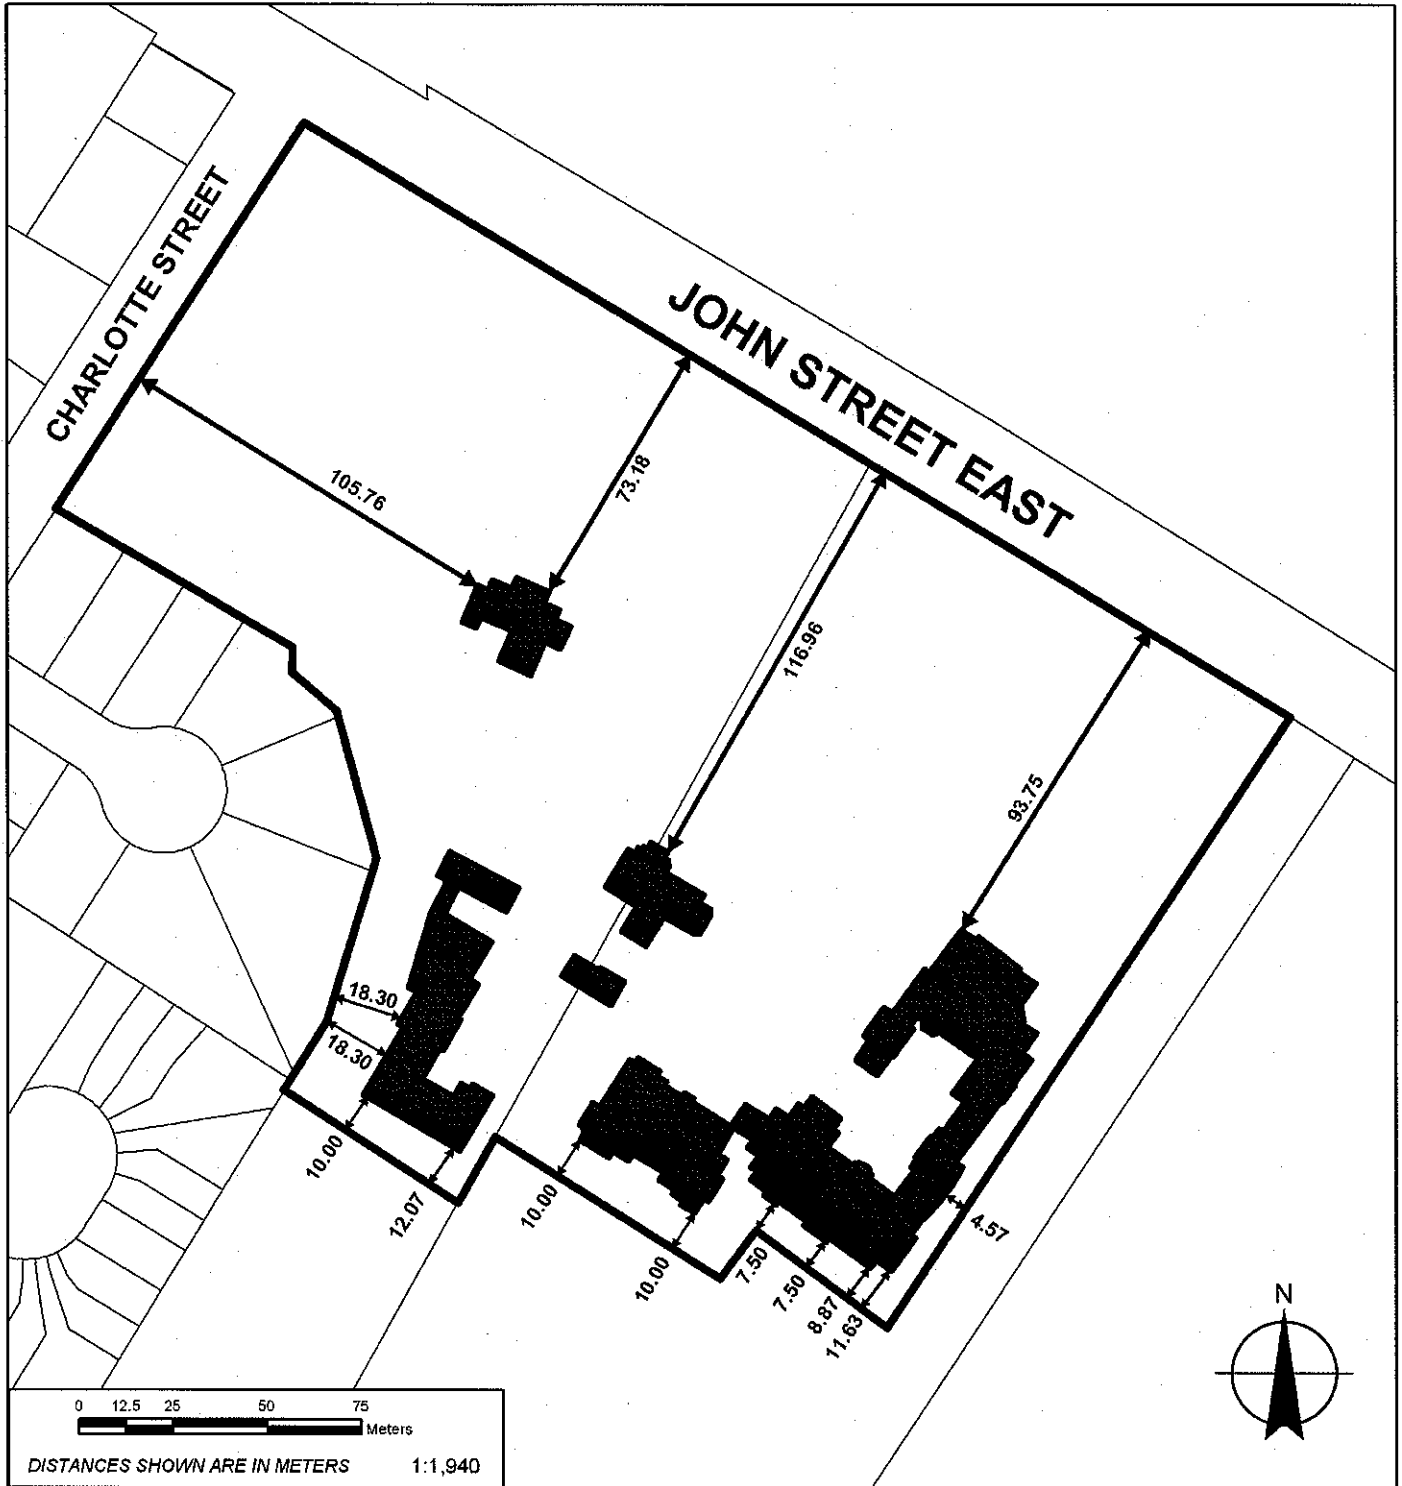 CHARLOTTE STREET
JOHN STREET EAST
105.76
73.18
116.96
93.75
18.30
18.30
10.00
12.07
10.00
10.00
7.50
7.50
8.87
11.63
4.57
N
0 12.5 25 50 75
Meters
DISTANCES SHOWN ARE IN METERS 1:1,940